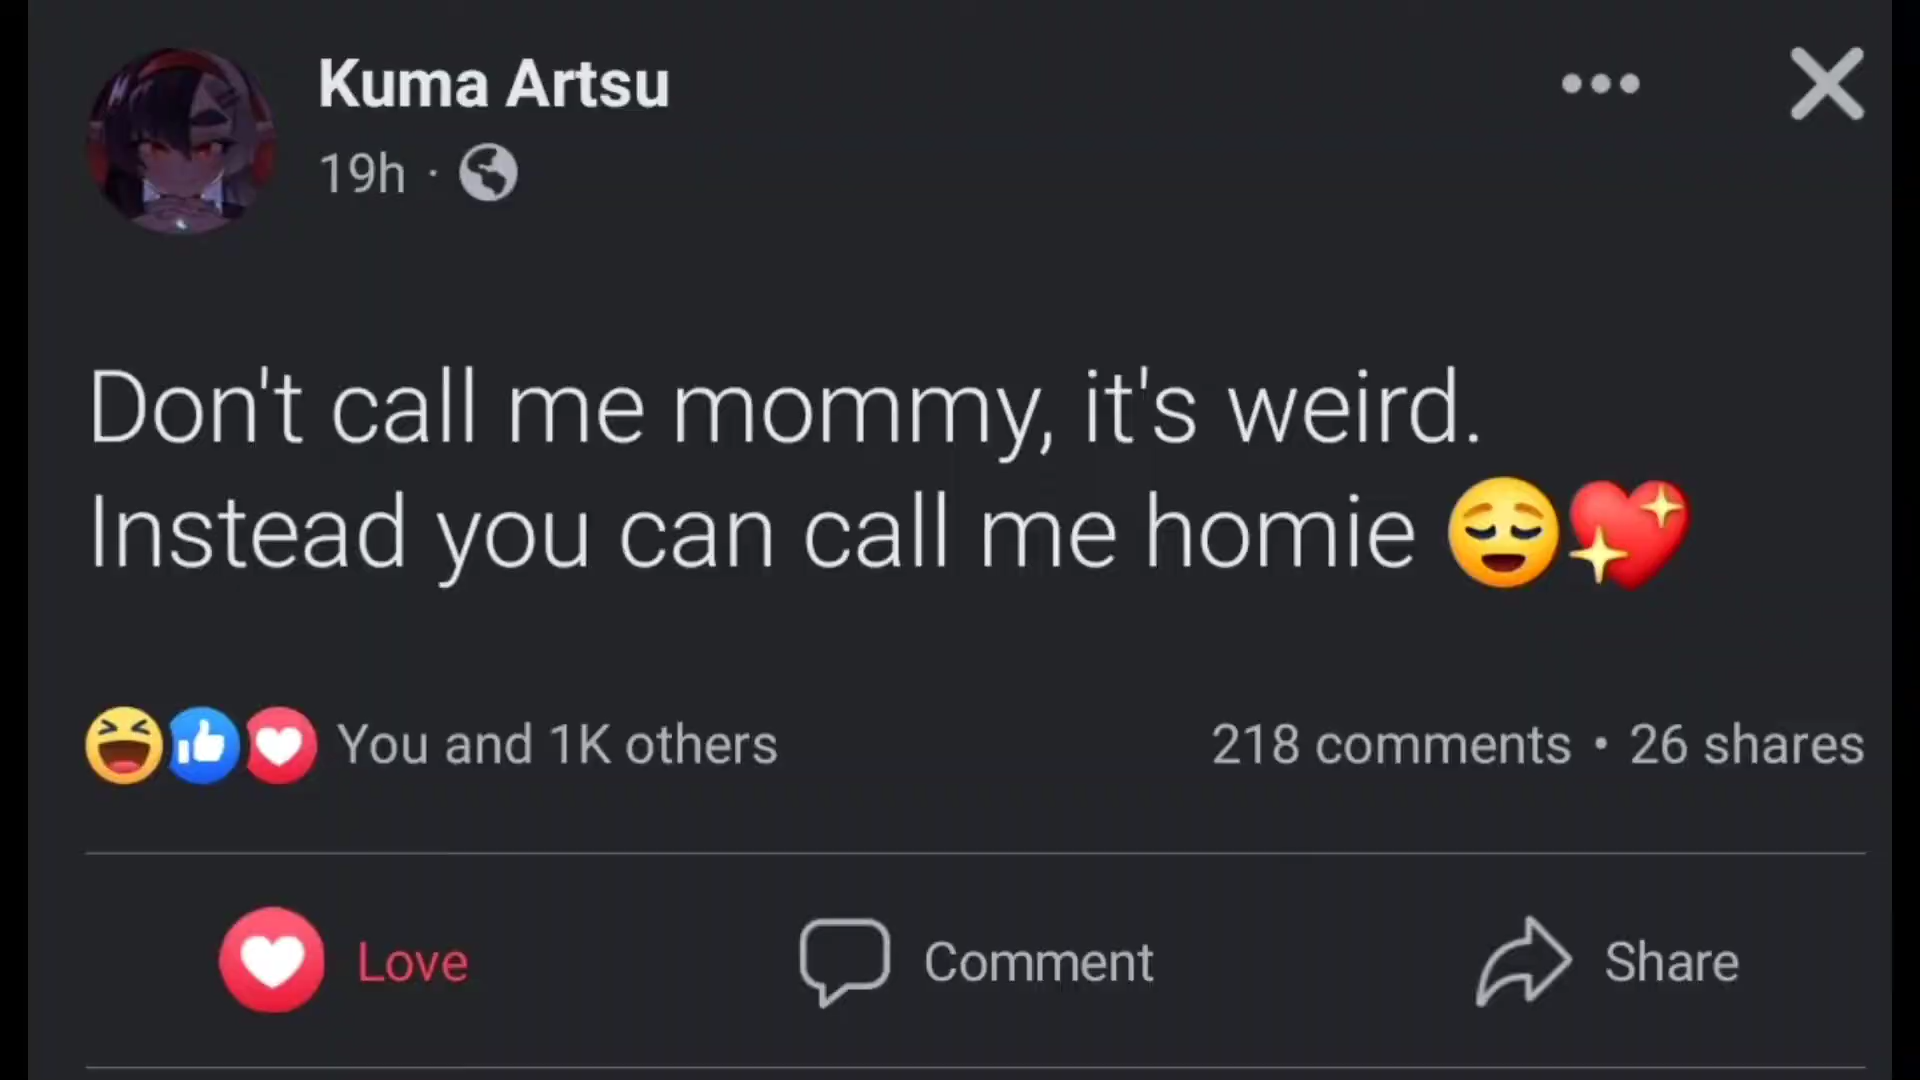 Kuma Artsu
19h ·
Don't call me mommy, it's weird.
Instead you can call me homie 😌💖
You and 1K others
218 comments • 26 shares
Love
Comment
Share